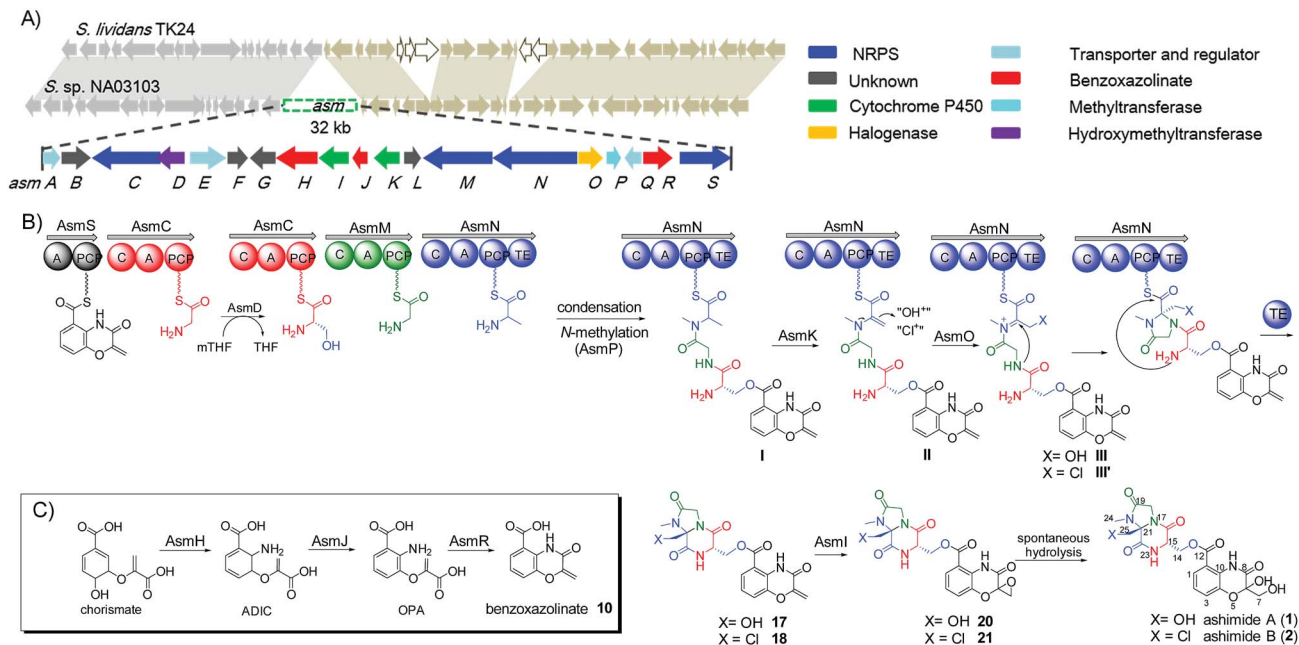 A)
S. lividans TK24
S. sp. NA03103
asm
32 kb
asm A B C D E F G H I J K L M N O P Q R S
NRPS
Unknown
Cytochrome P450
Halogenase
Transporter and regulator
Benzoxazolinate
Methyltransferase
Hydroxymethyltransferase
B)
AsmS AsmC AsmC AsmM AsmN AsmN AsmN AsmN AsmN
A PCP C A PCP C A PCP C A PCP C A PCP TE C A PCP TE C A PCP TE C A PCP TE C A PCP TE
AsmD
mTHF THF
condensation
N-methylation
(AsmP)
AsmK
"OH+"
"Cl+"
AsmO
TE
I
II
X= OH III
X = Cl III'
C)
AsmH AsmJ AsmR
chorismate
ADIC
OPA
benzoxazolinate 10
AsmI
spontaneous
hydrolysis
X= OH 17
X = Cl 18
X= OH 20
X = Cl 21
X= OH ashimide A (1)
X = Cl ashimide B (2)